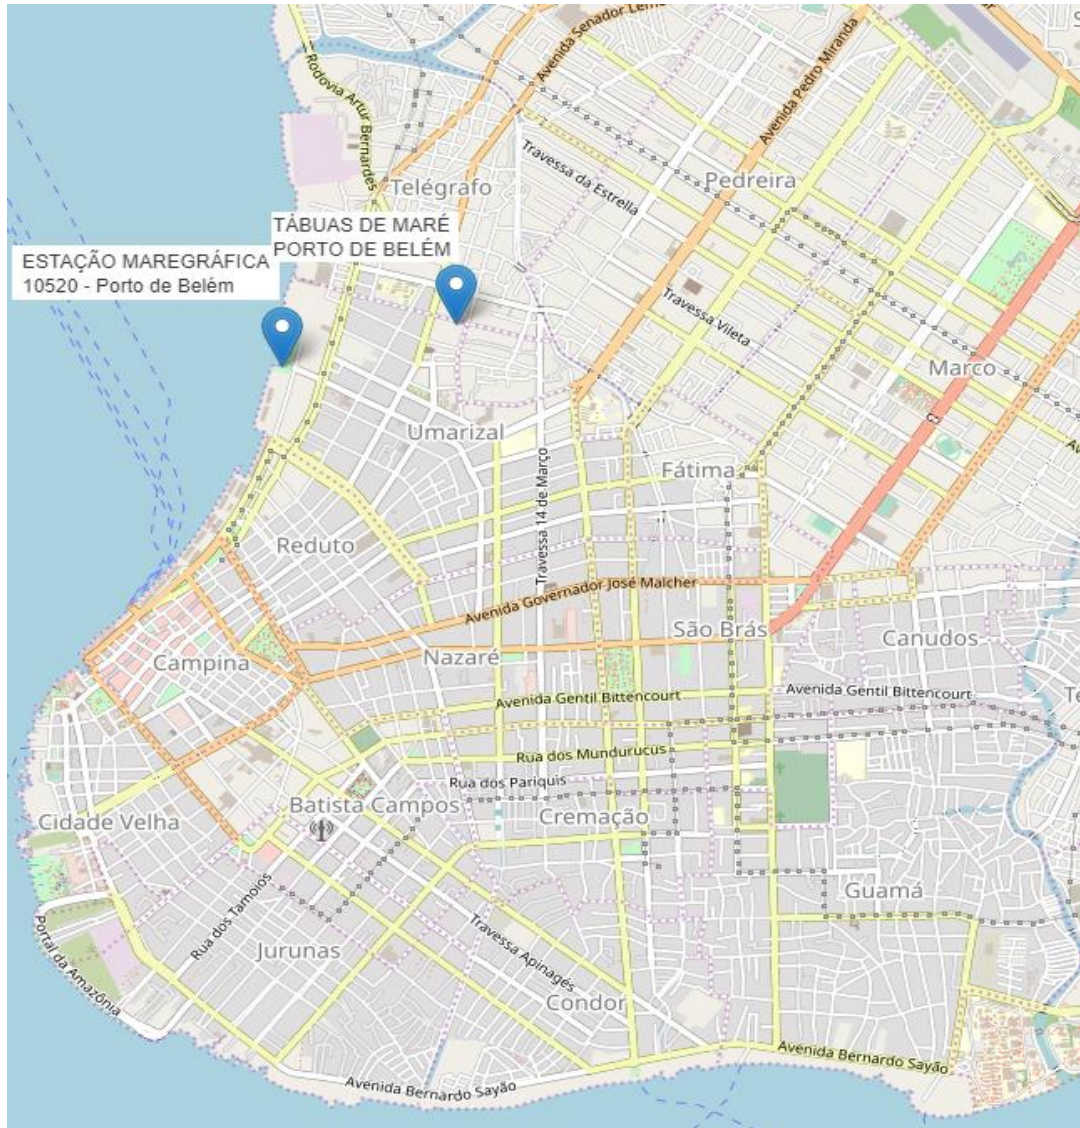 Avenida Senador Lemo
Avenida Pedro Miranda
Rodovia Artur Bernardes
Travessa da Estrella
Pedreira
Telégrafo
TÁBUAS DE MARÉ
PORTO DE BELÉM
ESTAÇÃO MAREGRÁFICA
10520 - Porto de Belém
Travessa Vileta
Marco
Umarizal
Av
Fátima
Travessa 14 de Março
Reduto
Avenida Governador José Malcher
São Brás
Canudos
Campina
Nazaré
Avenida Gentil Bittencourt
Avenida Gentil Bittencourt
Te
Rua dos Mundurucus
Rua dos Pariquis
Batista Campos
Cidade Velha
Cremação
Guamá
Rua dos Tamoios
Portal da Amazônia
Jurunas
Travessa Apinagés
Condor
Avenida Bernardo Sayão
Avenida Bernardo Sayão